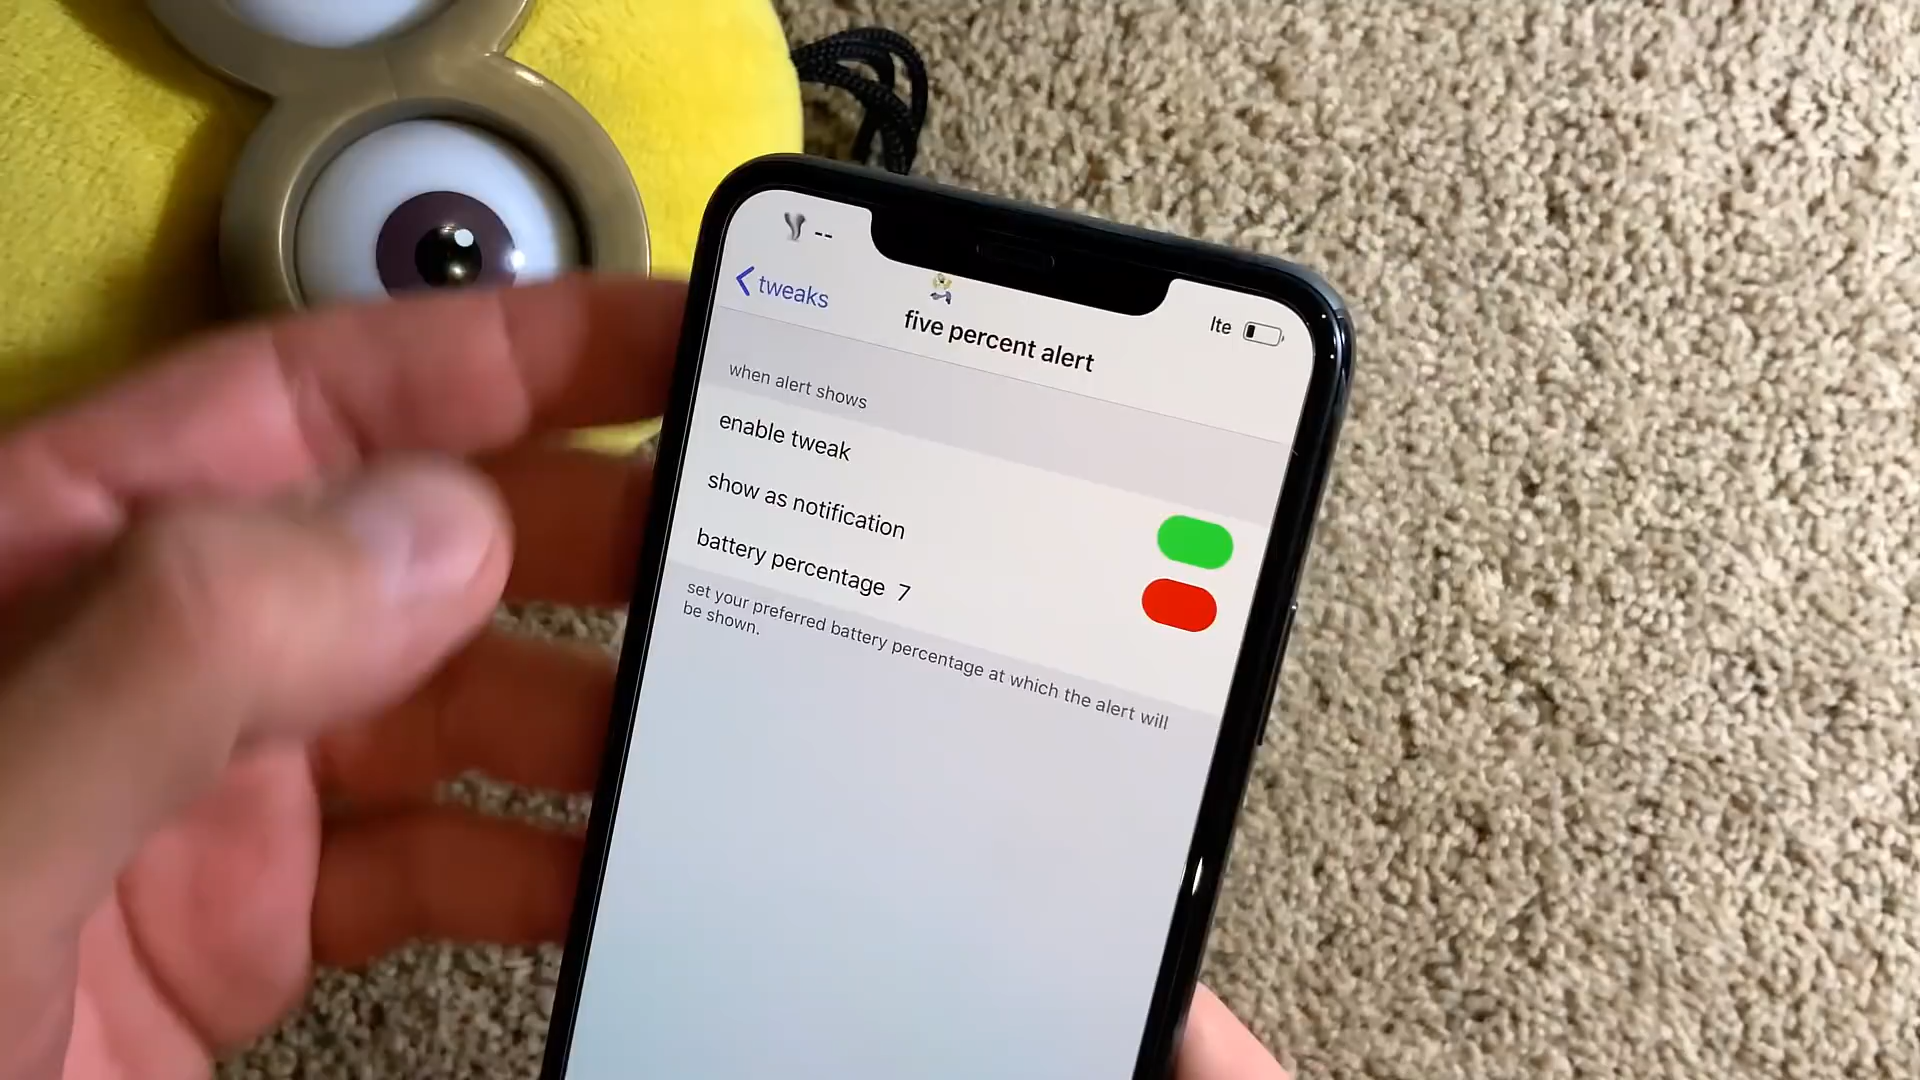 --
lte
tweaks
five percent alert
when alert shows
enable tweak
show as notification
battery percentage 7
set your preferred battery percentage at which the alert will
be shown.